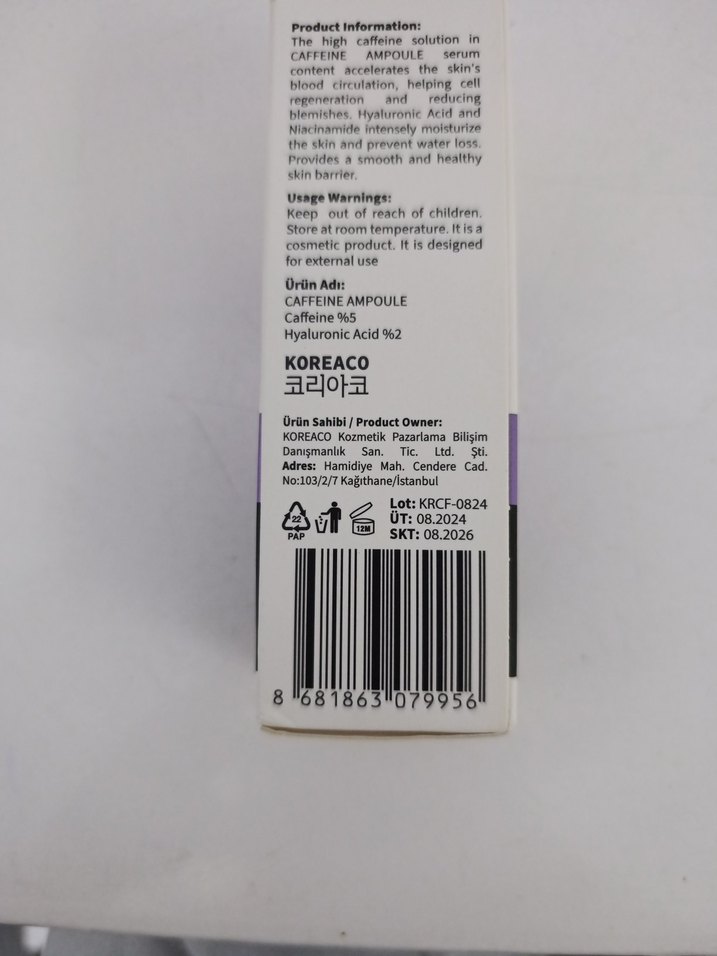 Product Information:
The high caffeine solution in
CAFFEINE AMPOULE serum
content accelerates the skin's
blood circulation, helping cell
regeneration and reducing
blemishes. Hyaluronic Acid and
Niacinamide intensely moisturize
the skin and prevent water loss.
Provides a smooth and healthy
skin barrier.
Usage Warnings:
Keep out of reach of children.
Store at room temperature. It is a
cosmetic product. It is designed
for external use
Ürün Adı:
CAFFEINE AMPOULE
Caffeine %5
Hyaluronic Acid %2
KOREACO
코리아코
Ürün Sahibi / Product Owner:
KOREACO Kozmetik Pazarlama Bilişim
Danışmanlık San. Tic. Ltd. Şti.
Adres: Hamidiye Mah. Cendere Cad.
No:103/2/7 Kağıthane/İstanbul
22
PAP
12M
Lot: KRCF-0824
ÜT: 08.2024
SKT: 08.2026
8 681863 079956